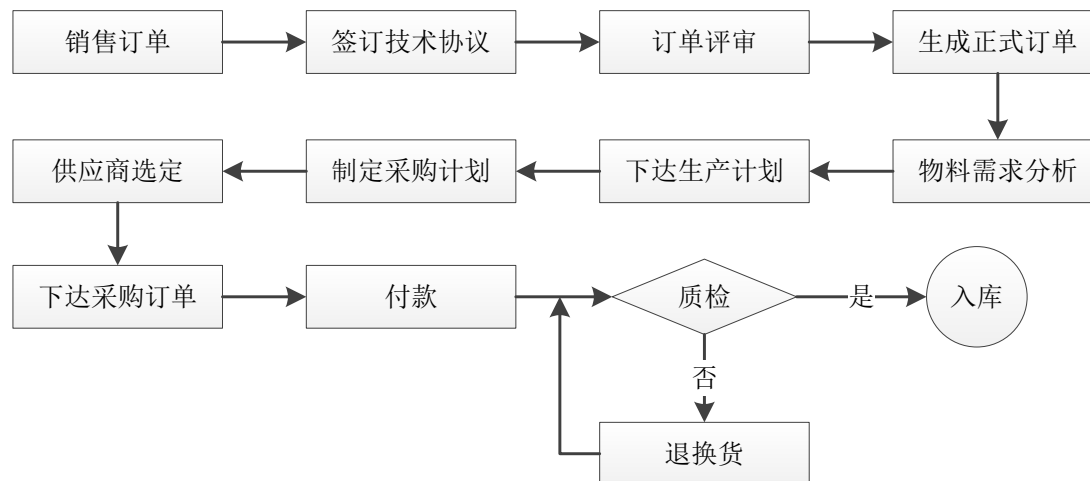 销售订单
签订技术协议
订单评审
生成正式订单
供应商选定
制定采购计划
下达生产计划
物料需求分析
下达采购订单
付款
质检
是
入库
否
退换货